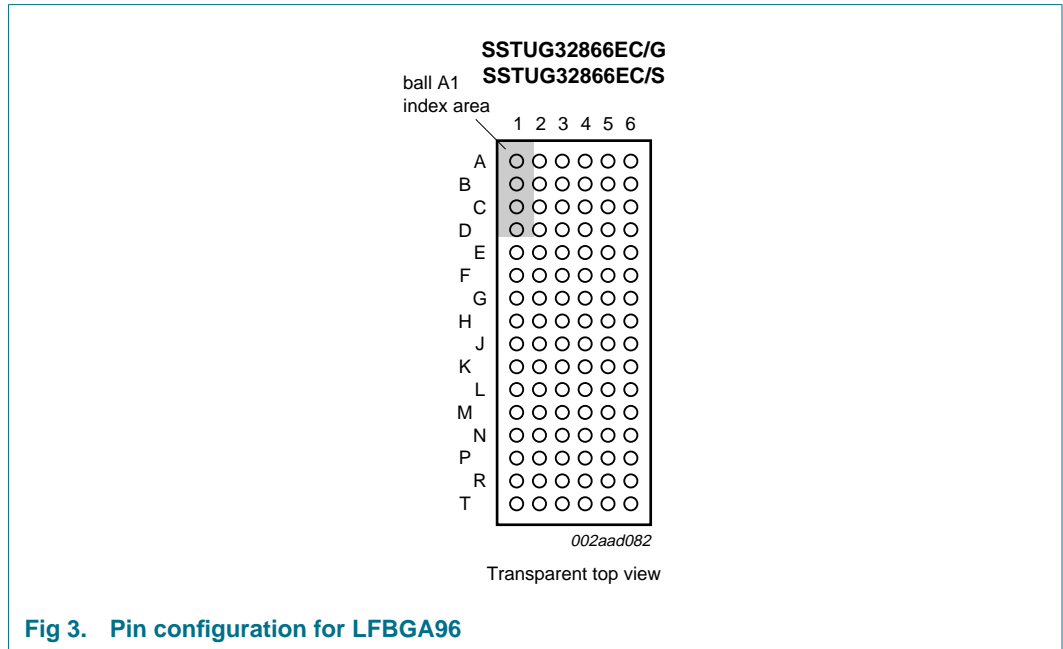 SSTUG32866EC/G
SSTUG32866EC/S
ball A1
index area
1 2 3 4 5 6
A
B
C
D
E
F
G
H
J
K
L
M
N
P
R
T
002aad082
Transparent top view
Fig 3. Pin configuration for LFBGA96